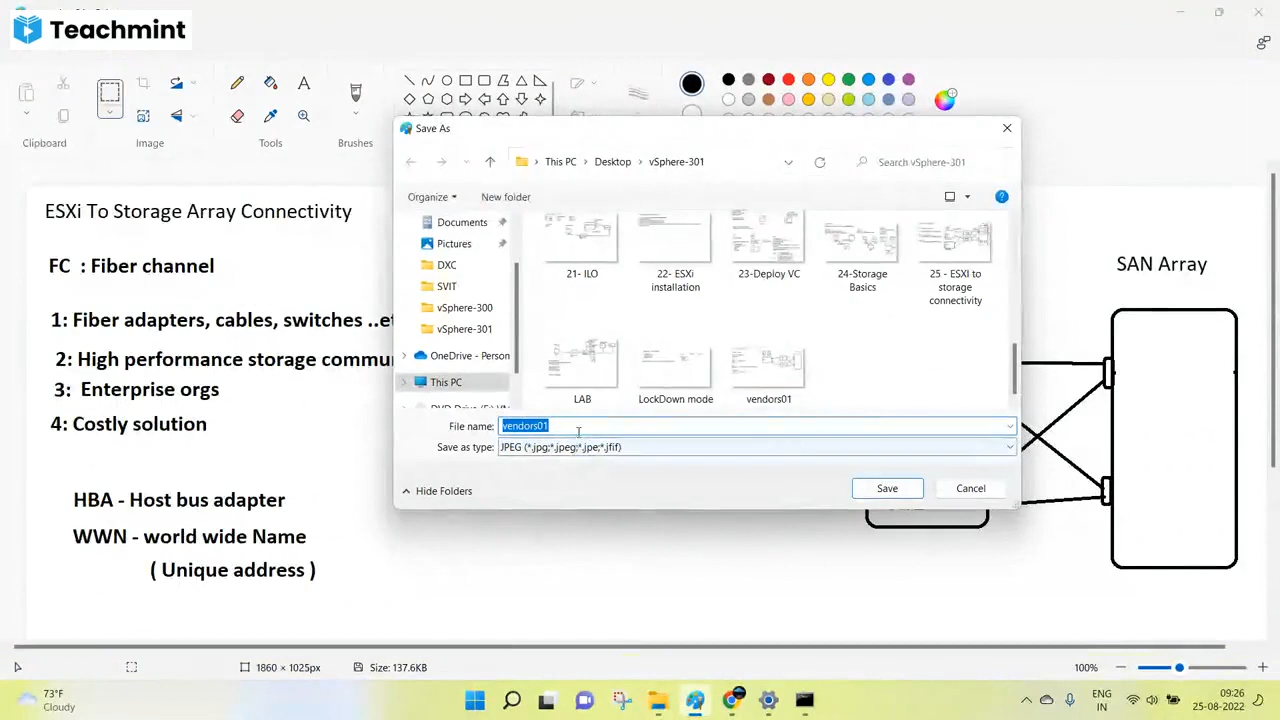 Teachmint
Clipboard
Image
Tools
Brushes
Save As
This PC
Desktop
vSphere-301
Search vSphere-301
Organize
New folder
Documents
Pictures
DXC
SVIT
vSphere-300
vSphere-301
OneDrive - Person
This PC
21- ILO
22- ESXi
installation
23-Deploy VC
24-Storage
Basics
25 - ESXI to
storage
connectivity
LAB
LockDown mode
vendors01
File name:
vendors01
Save as type:
JPEG (*.jpg;*.jpeg;*.jpe;*.jfif)
Hide Folders
Save
Cancel
ESXi To Storage Array Connectivity
FC : Fiber channel
1: Fiber adapters, cables, switches ..et
2: High performance storage commu
3: Enterprise orgs
4: Costly solution
HBA - Host bus adapter
WWN - world wide Name
( Unique address )
SAN Array
1860 × 1025px
Size: 137.6KB
100%
73°F
Cloudy
ENG
IN
09:26
25-08-2022